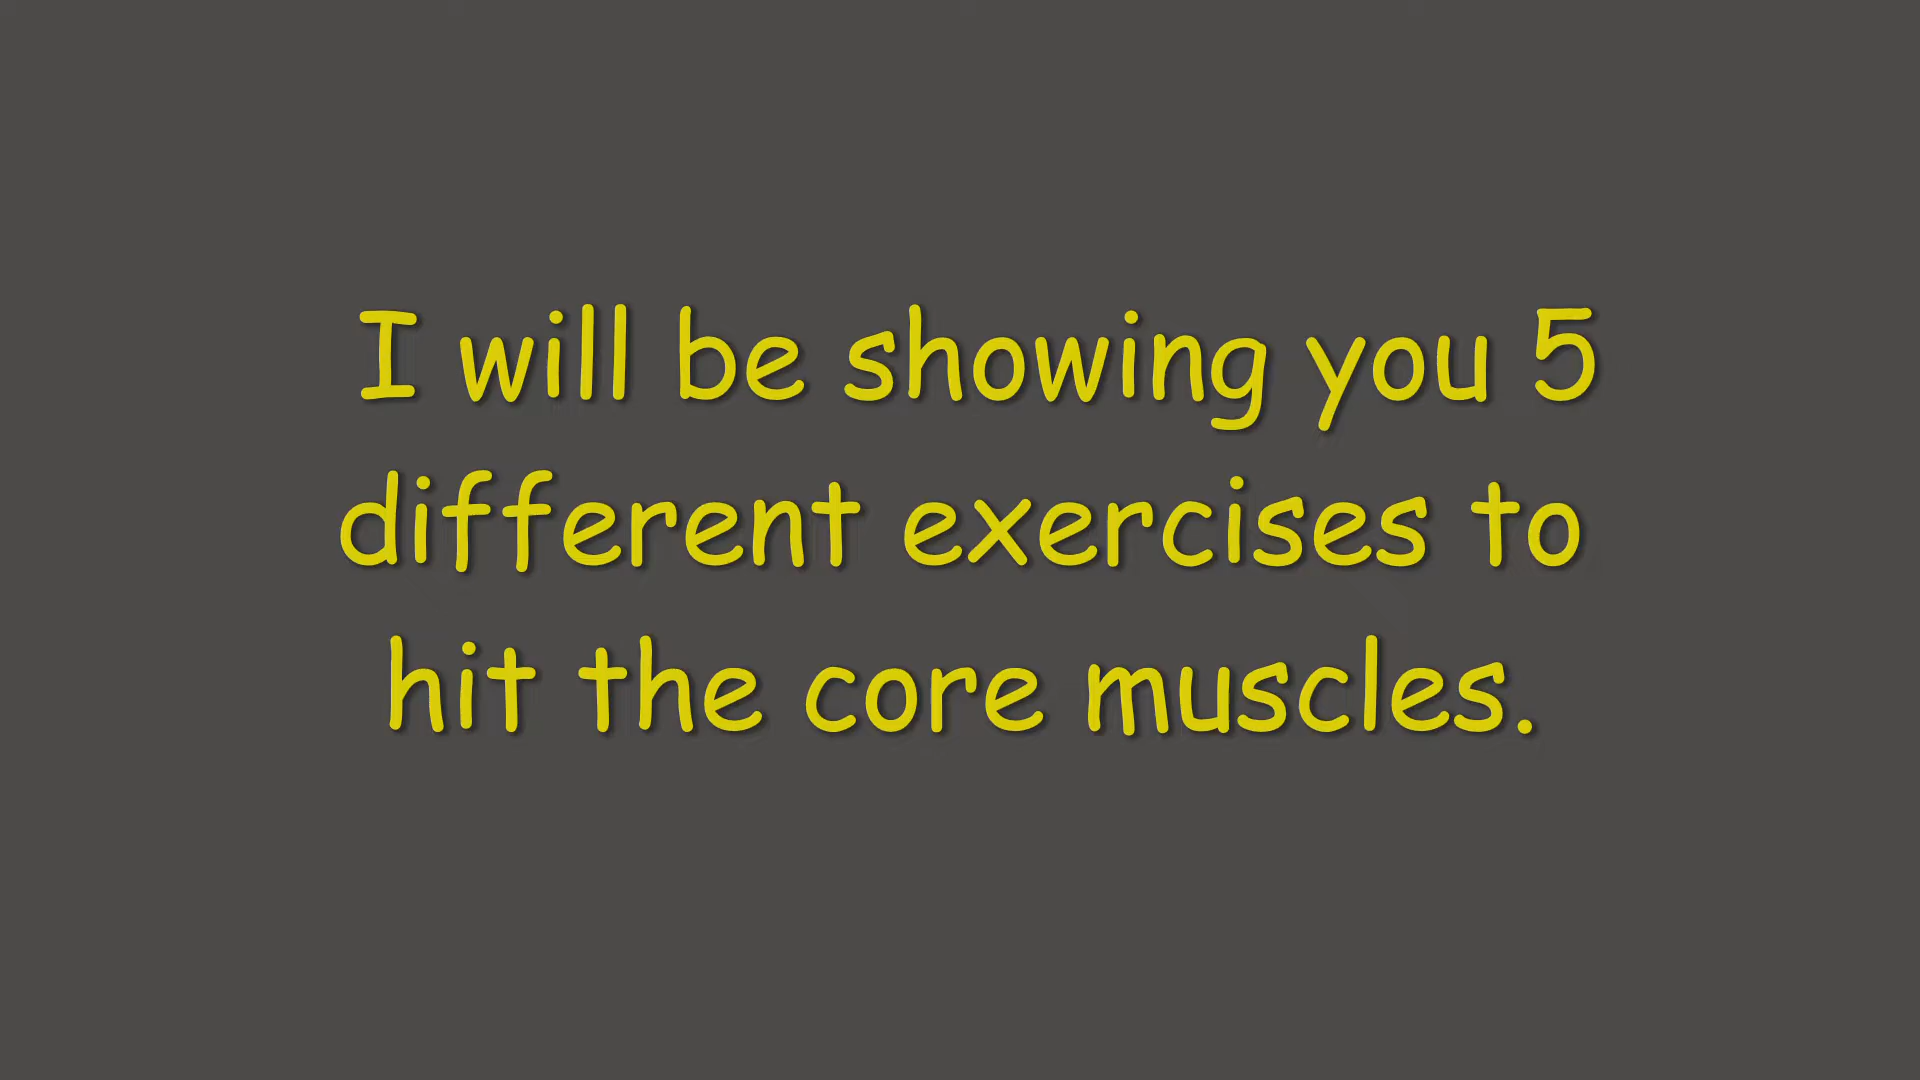 I will be showing you 5
different exercises to
hit the core muscles.